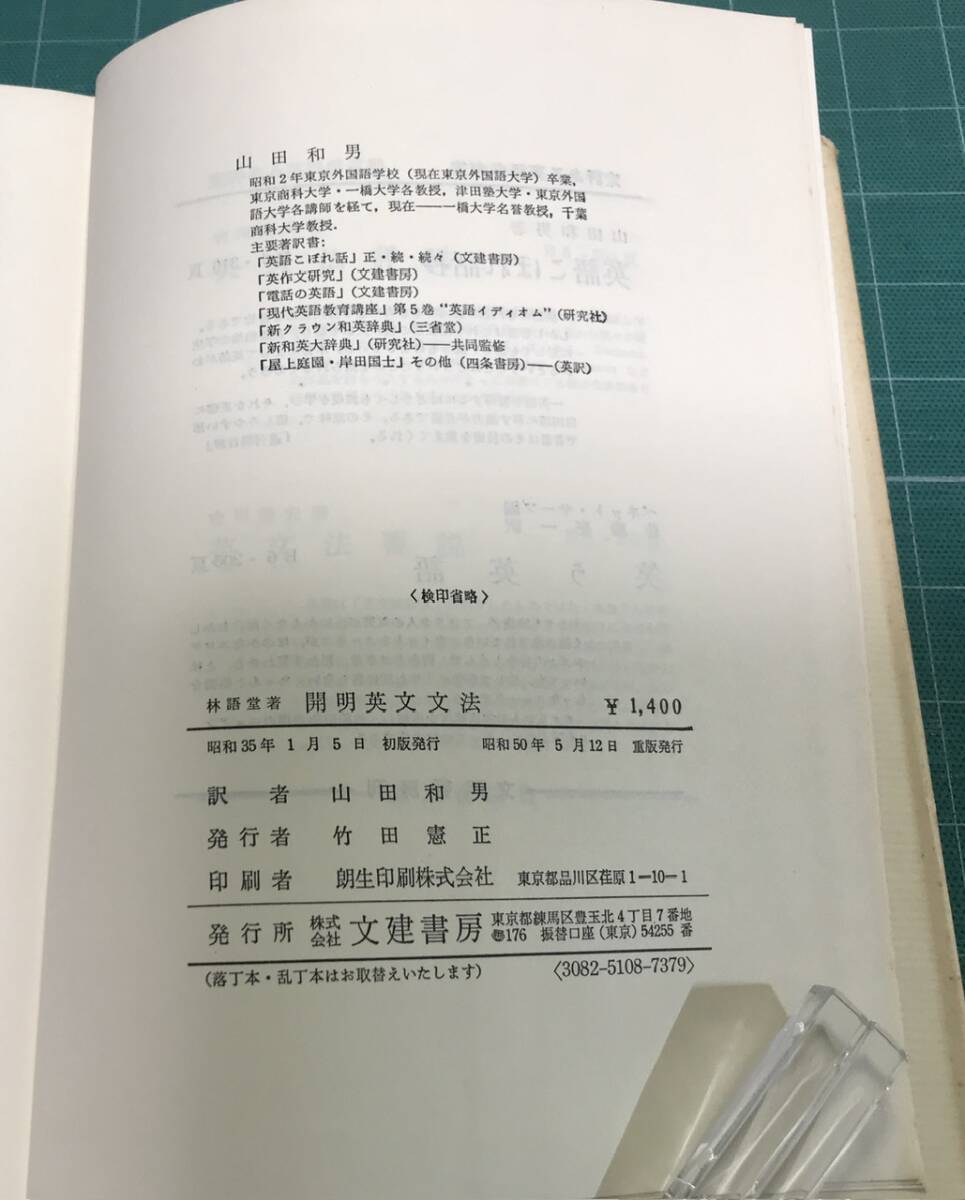 山田和男
昭和2年東京外国語学校（現在東京外国語大学）卒業，
東京商科大学・一橋大学各教授，津田塾大学・東京外国
語大学各講師を経て，現在――一橋大学名誉教授，千葉
商科大学教授．
主要著訳書：
「英語こぼれ話」正・続・続々（文建書房）
「英作文研究」（文建書房）
「電話の英語」（文建書房）
「現代英語教育講座」第5巻“英語イディオム”（研究社）
「新クラウン和英辞典」（三省堂）
「新和英大辞典」（研究社）――共同監修
「屋上庭園・岸田国士」その他（四条書房）――（英訳）
〈検印省略〉
林語堂著 開明英文文法 ¥1,400
昭和35年1月5日 初版発行 昭和50年5月12日 重版発行
訳者 山田和男
発行者 竹田憲正
印刷者 朗生印刷株式会社 東京都品川区荏原1−10−1
発行所 株式会社 文建書房 東京都練馬区豊玉北4丁目7番地
〠176 振替口座（東京）54255番
（落丁本・乱丁本はお取替えいたします） 〈3082-5108-7379〉